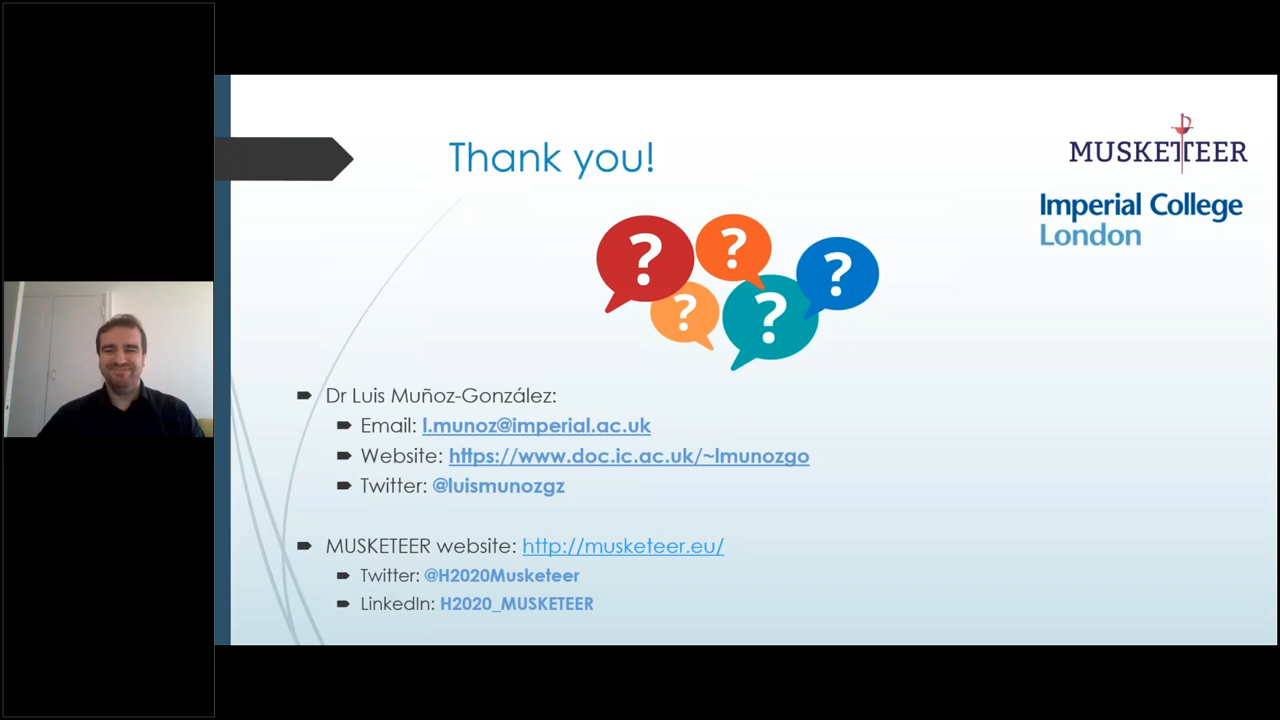 Thank you!
MUSKETEER
Imperial College
London
? ? ? ? ?
Dr Luis Muñoz-González:
Email: l.munoz@imperial.ac.uk
Website: https://www.doc.ic.ac.uk/~lmunozgo
Twitter: @luismunozgz
MUSKETEER website: http://musketeer.eu/
Twitter: @H2020Musketeer
LinkedIn: H2020_MUSKETEER